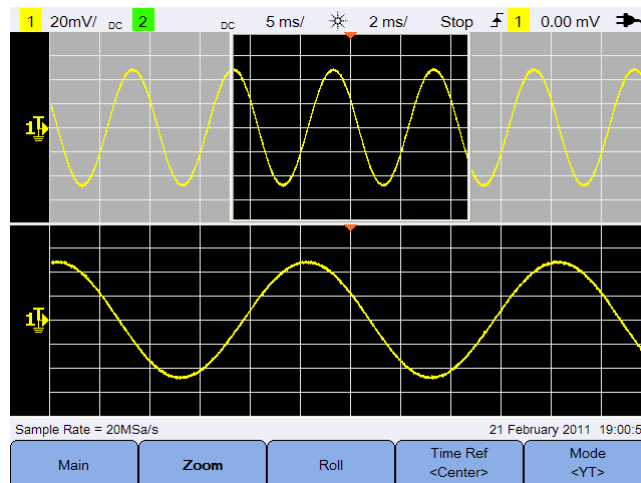 1 20mV/ DC 2 DC 5 ms/ 2 ms/ Stop 1 0.00 mV
1
1
Sample Rate = 20MSa/s 21 February 2011 19:00:5
Main Zoom Roll Time Ref <Center> Mode <YT>